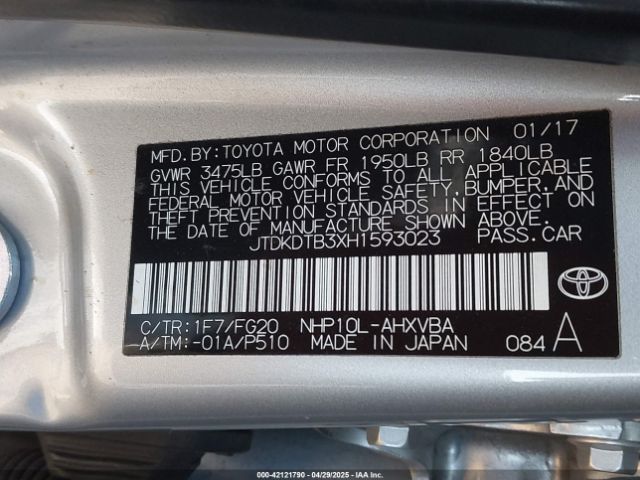 MFD. BY: TOYOTA MOTOR CORPORATION 01/17
GVWR 3475LB GAWR FR 1950LB RR 1840LB
THIS VEHICLE CONFORMS TO ALL APPLICABLE
FEDERAL MOTOR VEHICLE SAFETY, BUMPER, AND
THEFT PREVENTION STANDARDS IN EFFECT ON
THE DATE OF MANUFACTURE SHOWN ABOVE.
JTDKDTB3XH1593023 PASS. CAR
C/TR: 1F7/FG20 NHP10L-AHXVBA
A/TM: -01A/P510 MADE IN JAPAN 084 A
000-42121790 - 04/29/2025 - IAA, Inc.